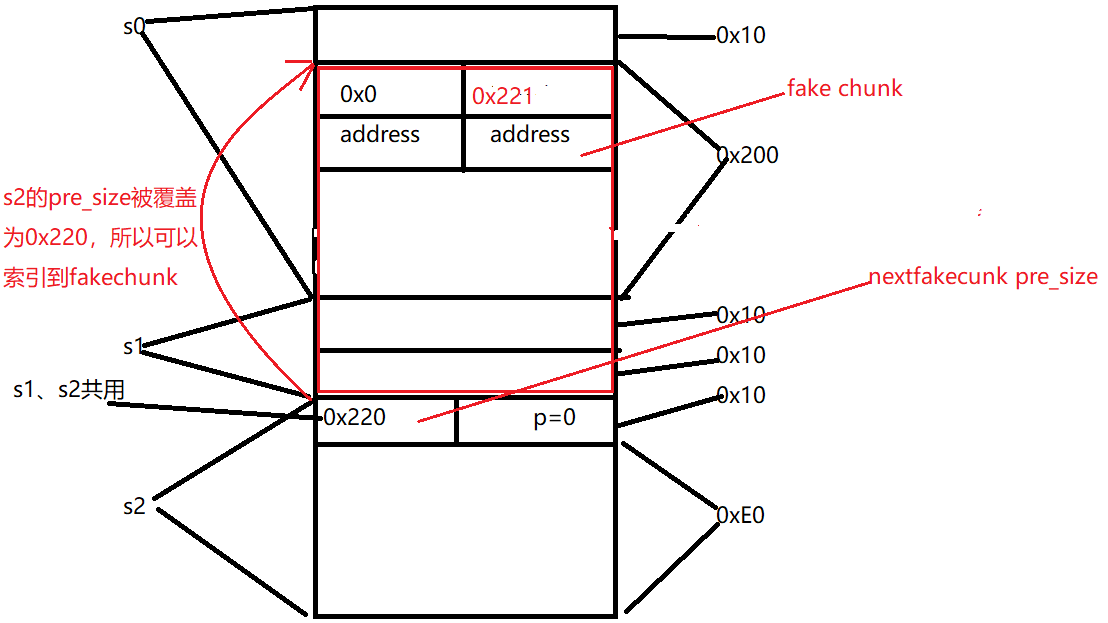 s0
0x10
0x0
0x221
fake chunk
address
address
0x200
s2的pre_size被覆盖
为0x220，所以可以
索引到fakechunk
nextfakecunk pre_size
0x10
s1
0x10
s1、s2共用
0x10
0x220
p=0
s2
0xE0